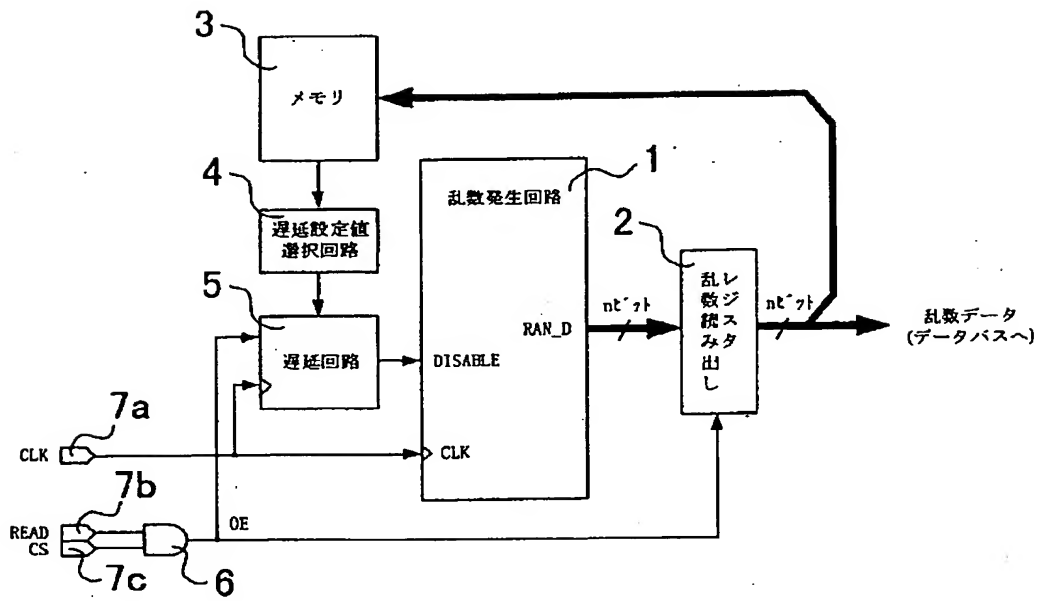 3
メモリ
4
遅延設定値
選択回路
5
遅延回路
1
乱数発生回路
DISABLE
RAN_D
CLK
nビット
2
乱数読み出し
レジスタ
nビット
乱数データ
(データバスへ)
7a
CLK
7b
READ
CS
7c
6
OE